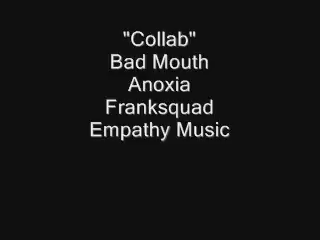 "Collab"
Bad Mouth
Anoxia
Franksquad
Empathy Music